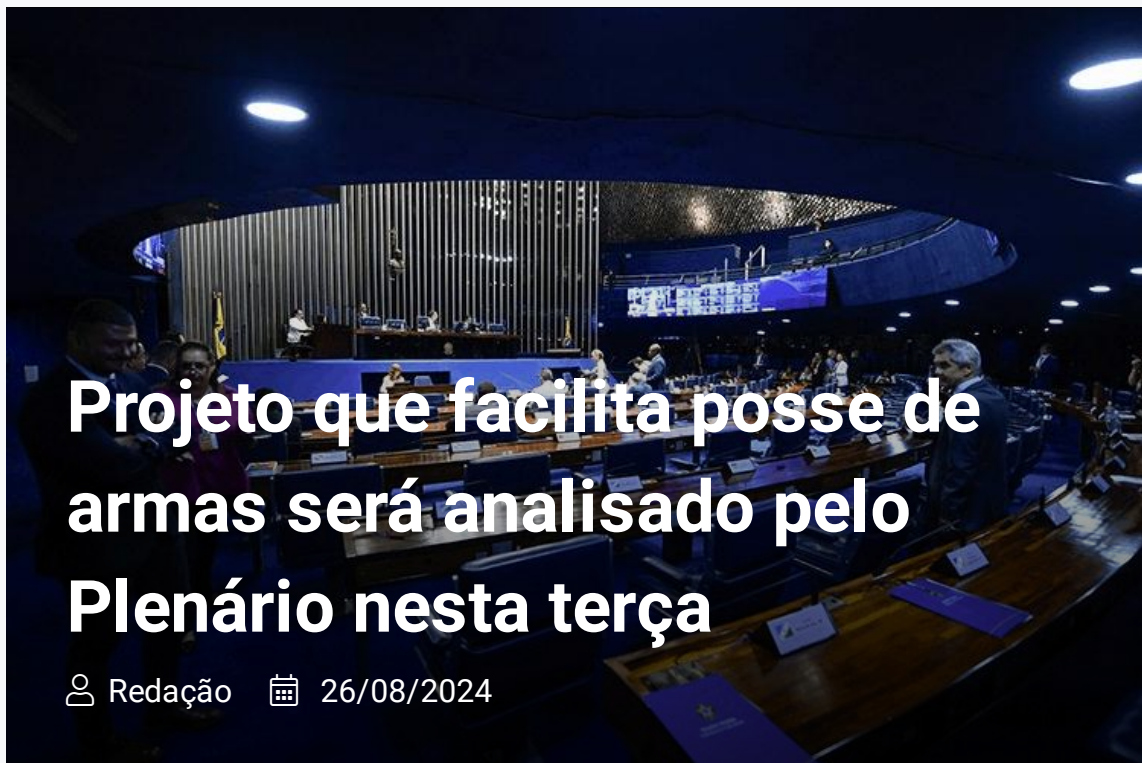 Projeto que facilita posse de
armas será analisado pelo
Plenário nesta terça
Redação 26/08/2024